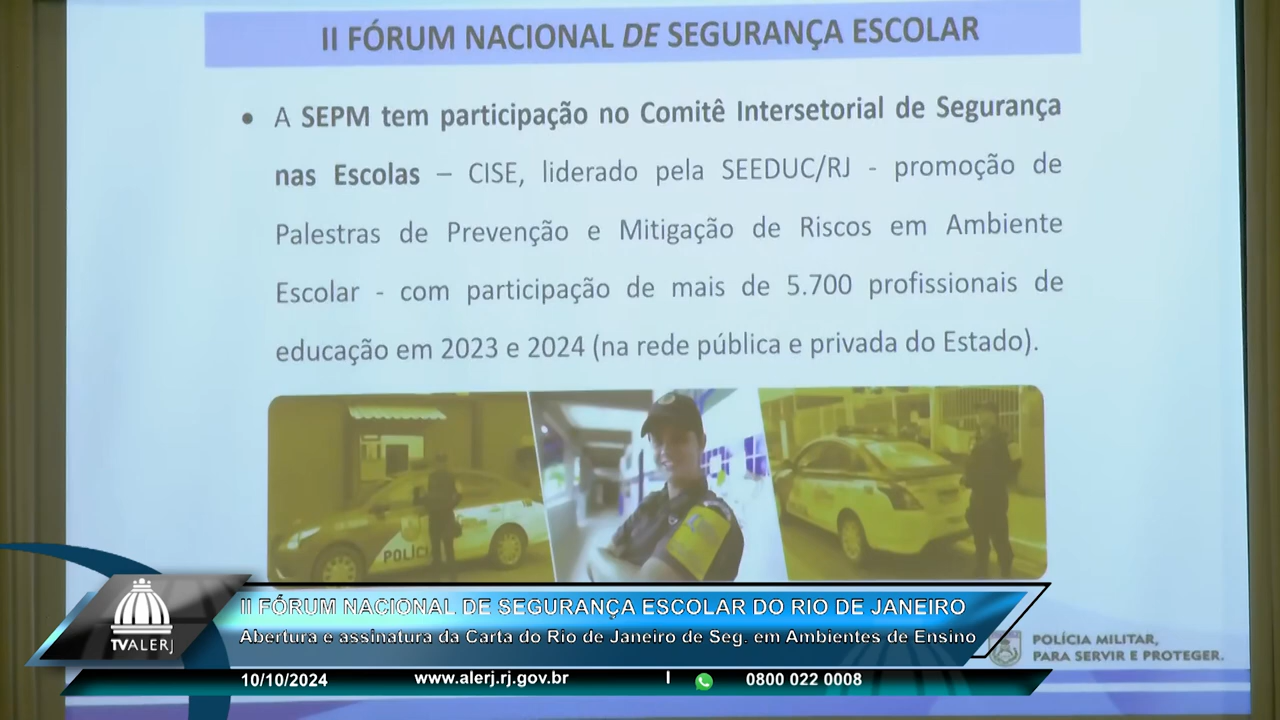 II FÓRUM NACIONAL DE SEGURANÇA ESCOLAR
• A SEPM tem participação no Comitê Intersetorial de Segurança
nas Escolas – CISE, liderado pela SEEDUC/RJ - promoção de
Palestras de Prevenção e Mitigação de Riscos em Ambiente
Escolar - com participação de mais de 5.700 profissionais de
educação em 2023 e 2024 (na rede pública e privada do Estado).
POLÍCI
II FÓRUM NACIONAL DE SEGURANÇA ESCOLAR DO RIO DE JANEIRO
Abertura e assinatura da Carta do Rio de Janeiro de Seg. em Ambientes de Ensino
TVALERJ
POLÍCIA MILITAR,
PARA SERVIR E PROTEGER.
10/10/2024 www.alerj.rj.gov.br | 0800 022 0008